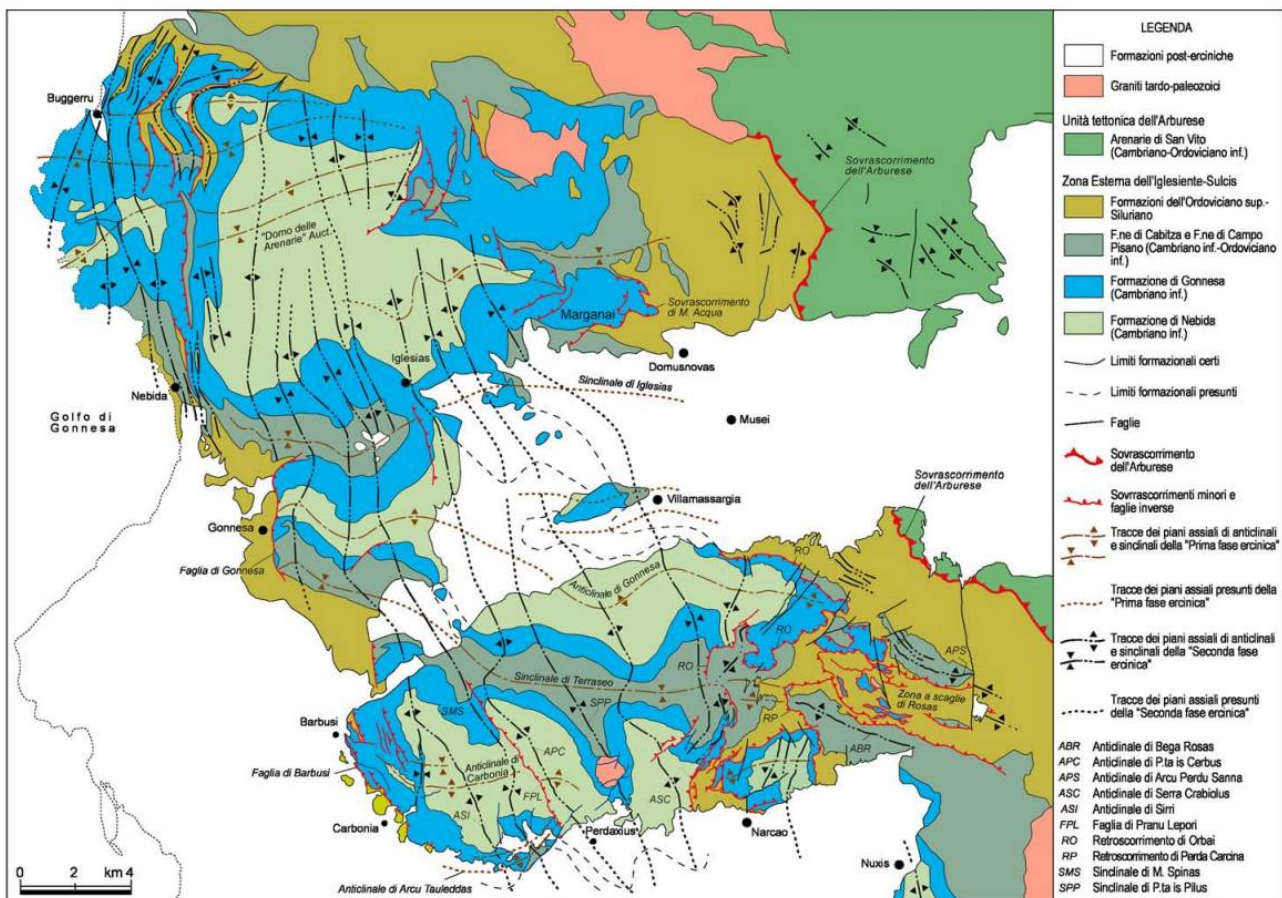 Buggerru
"Domo delle
Arenarie" Auct.
Sovrascorrimento
dell'Arburese
Marganai
Sovrascorrimento
di M. Acqua
Iglesias
Domusnovas
Sinclinale di Iglesias
Nebida
Golfo di
Gonnesa
Musei
Sovrascorrimento
dell'Arburese
Villamassargia
Gonnesa
Faglia di Gonnesa
Anticlinale di Gonnesa
RO
RO
RO
APS
Sinclinale di Terraseo
Zona a scaglie
di Rosas
SMS
SPP
Barbusi
RP
ABR
APC
Faglia di Barbusi
Anticlinale di
Carbonia
FPL
ASC
ASI
Carbonia
Perdaxius
Narcao
Nuxis
Anticlinale di Arcu Tauleddas
0 2 km 4
LEGENDA
Formazioni post-erciniche
Graniti tardo-paleozoici
Unità tettonica dell'Arburese
Arenarie di San Vito
(Cambriano-Ordoviciano inf.)
Zona Esterna dell'Iglesiente-Sulcis
Formazioni dell'Ordoviciano sup.-
Siluriano
F.ne di Cabitza e F.ne di Campo
Pisano (Cambriano inf.-Ordoviciano
inf.)
Formazione di Gonnesa
(Cambriano inf.)
Formazione di Nebida
(Cambriano inf.)
Limiti formazionali certi
Limiti formazionali presunti
Faglie
Sovrascorrimento
dell'Arburese
Sovrrascorrimenti minori e
faglie inverse
Tracce dei piani assiali di anticlinali
e sinclinali della "Prima fase ercinica"
Tracce dei piani assiali presunti della
"Prima fase ercinica"
Tracce dei piani assiali di anticlinali
e sinclinali della "Seconda fase
ercinica"
Tracce dei piani assiali presunti
della "Seconda fase ercinica"
ABR Anticlinale di Bega Rosas
APC Anticlinale di P.ta is Cerbus
APS Anticlinale di Arcu Perdu Sanna
ASC Anticlinale di Serra Crabiolus
ASI Anticlinale di Sirri
FPL Faglia di Pranu Lepori
RO Retroscorrimento di Orbai
RP Retroscorrimento di Perda Carcina
SMS Sinclinale di M. Spinas
SPP Sinclinale di P.ta is Pilus